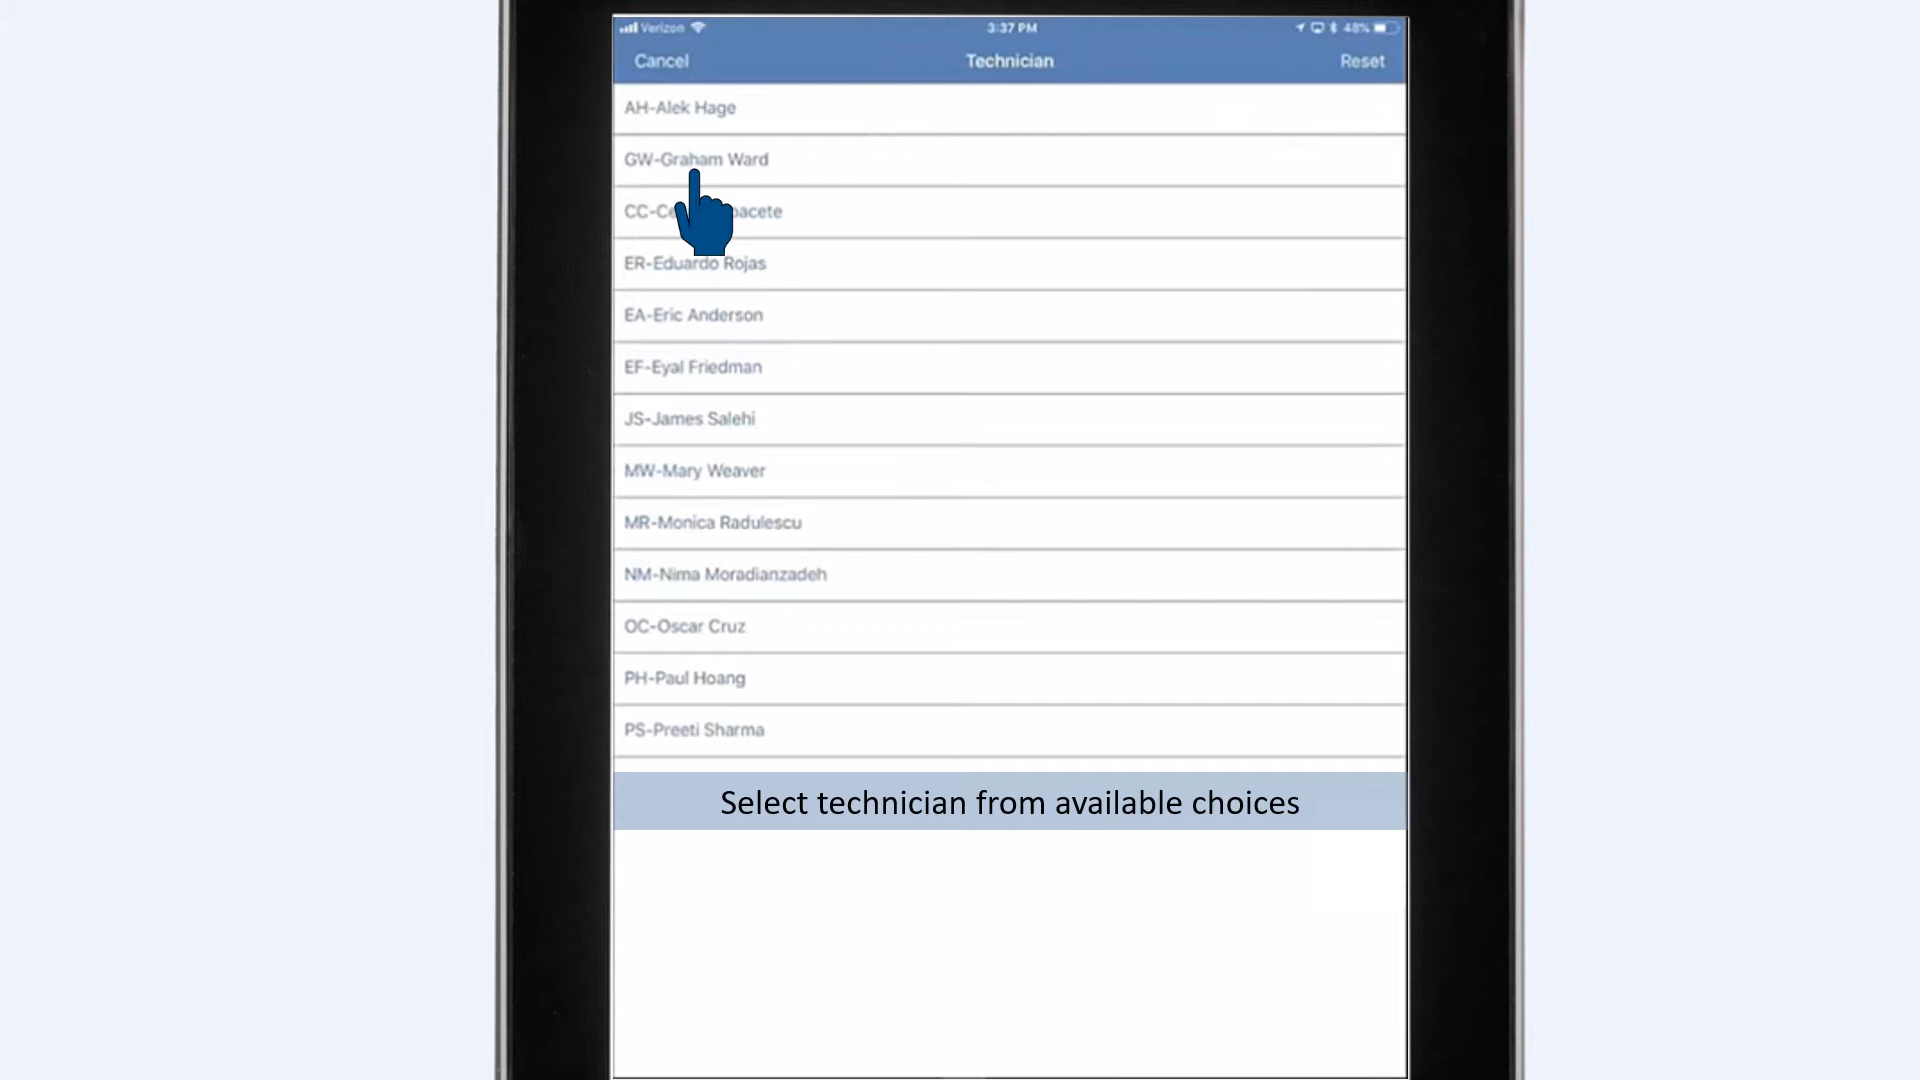 Verizon 3:37 PM 48%
Cancel Technician Reset
AH-Alek Hage
GW-Graham Ward
ER-Eduardo Rojas
EA-Eric Anderson
EF-Eyal Friedman
JS-James Salehi
MW-Mary Weaver
MR-Monica Radulescu
NM-Nima Moradianzadeh
OC-Oscar Cruz
PH-Paul Hoang
PS-Preeti Sharma
Select technician from available choices